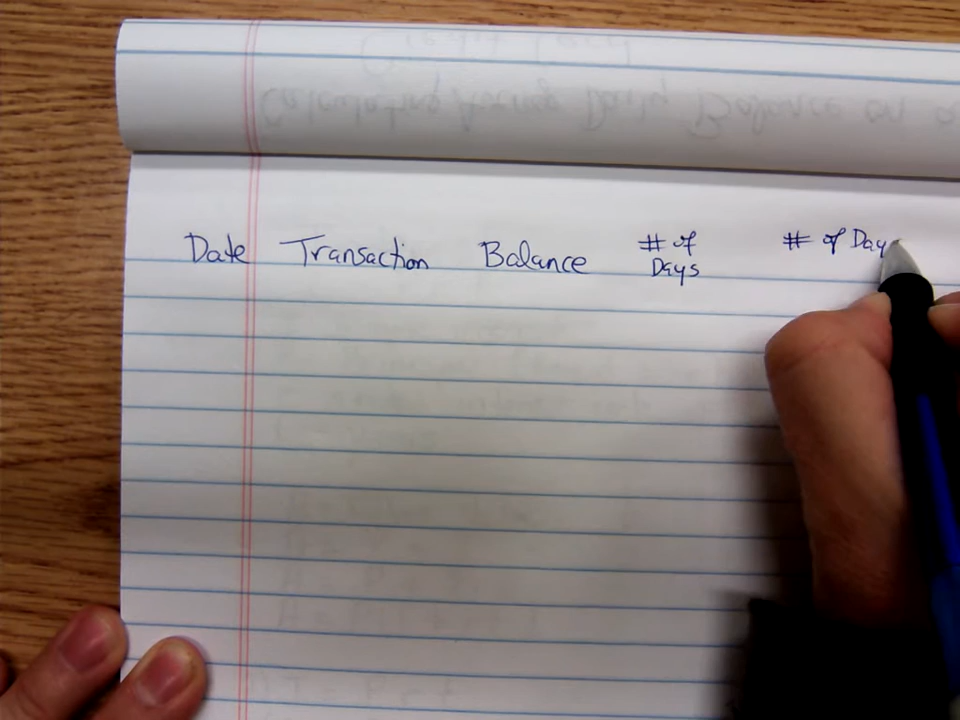 Date Transaction Balance # of Days # of Day